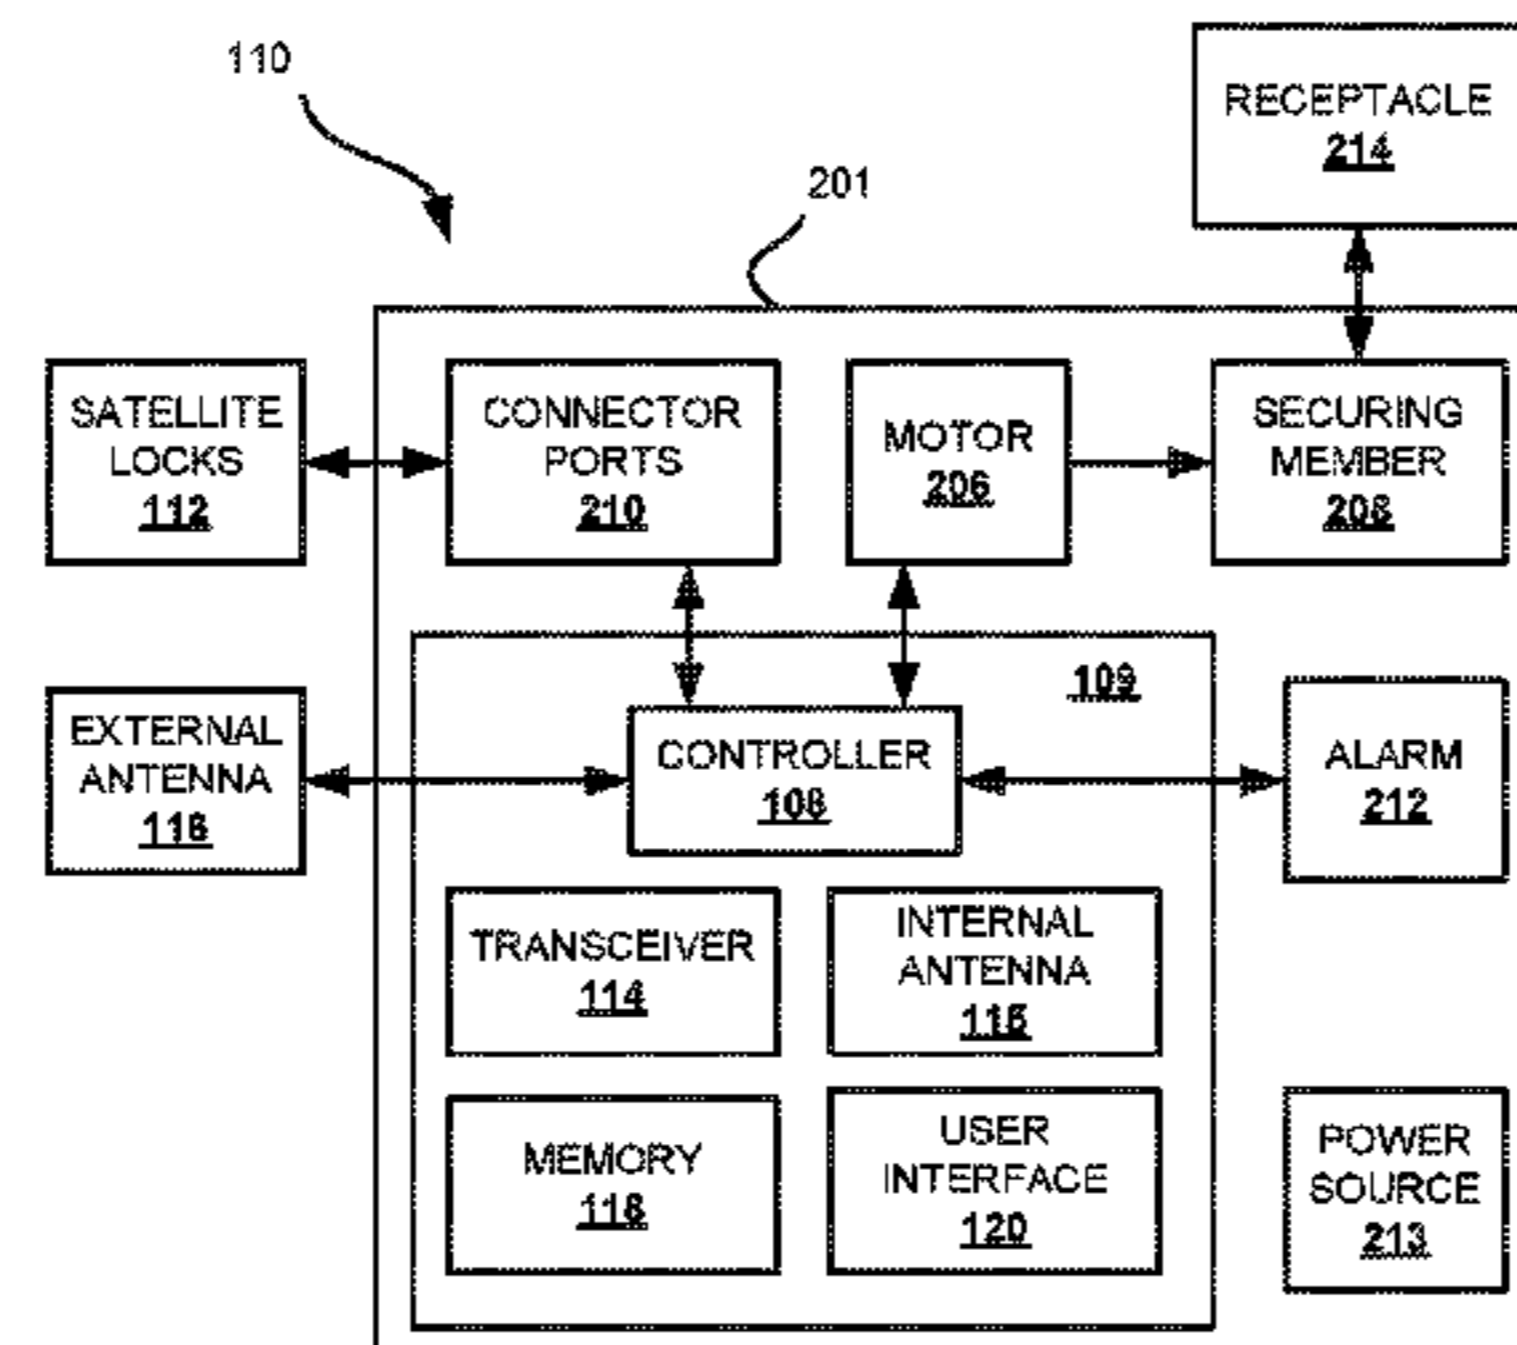 110
RECEPTACLE
214
201
SATELLITE
LOCKS
112
CONNECTOR
PORTS
210
MOTOR
206
SECURING
MEMBER
208
109
EXTERNAL
ANTENNA
116
CONTROLLER
108
ALARM
212
TRANSCEIVER
114
INTERNAL
ANTENNA
115
MEMORY
118
USER
INTERFACE
120
POWER
SOURCE
213